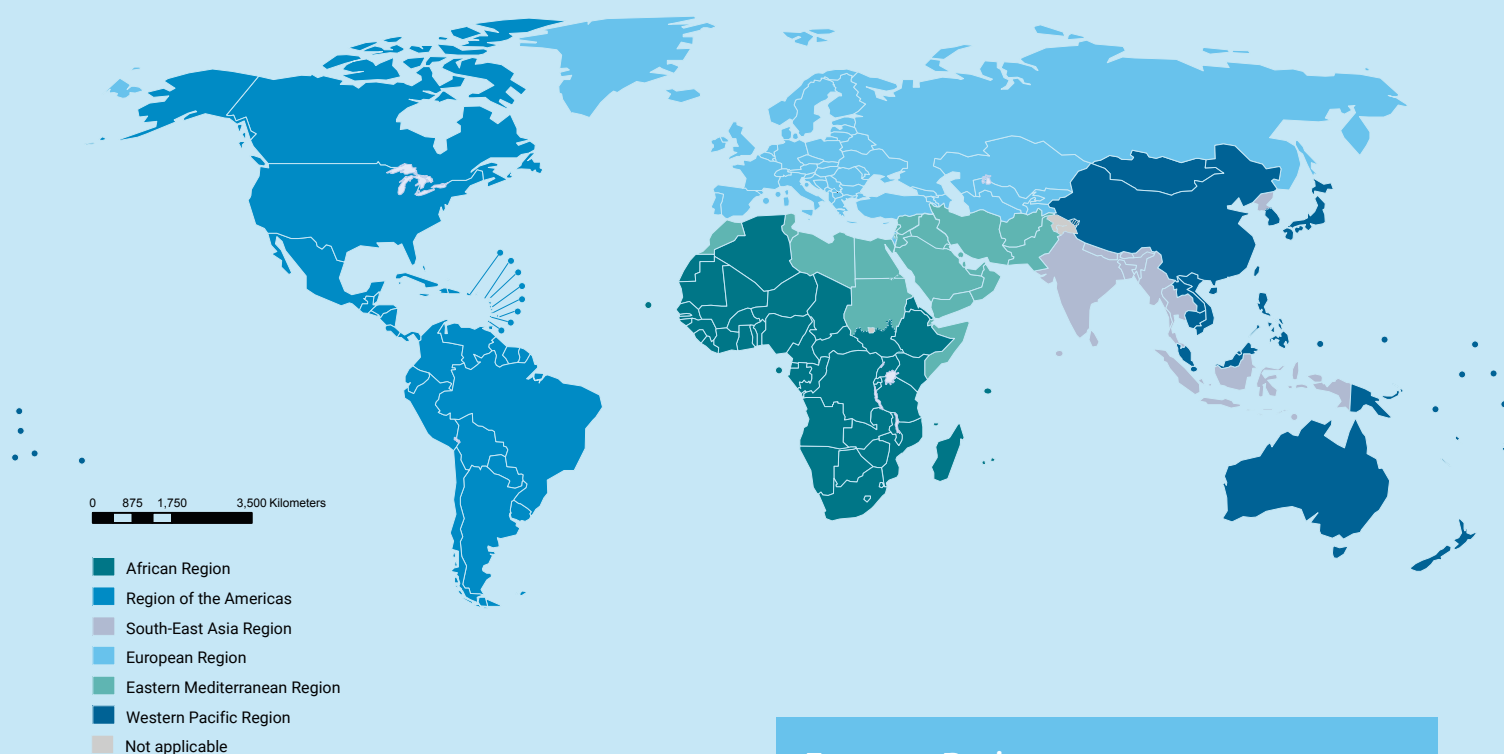 0 875 1,750 3,500 Kilometers
African Region
Region of the Americas
South-East Asia Region
European Region
Eastern Mediterranean Region
Western Pacific Region
Not applicable